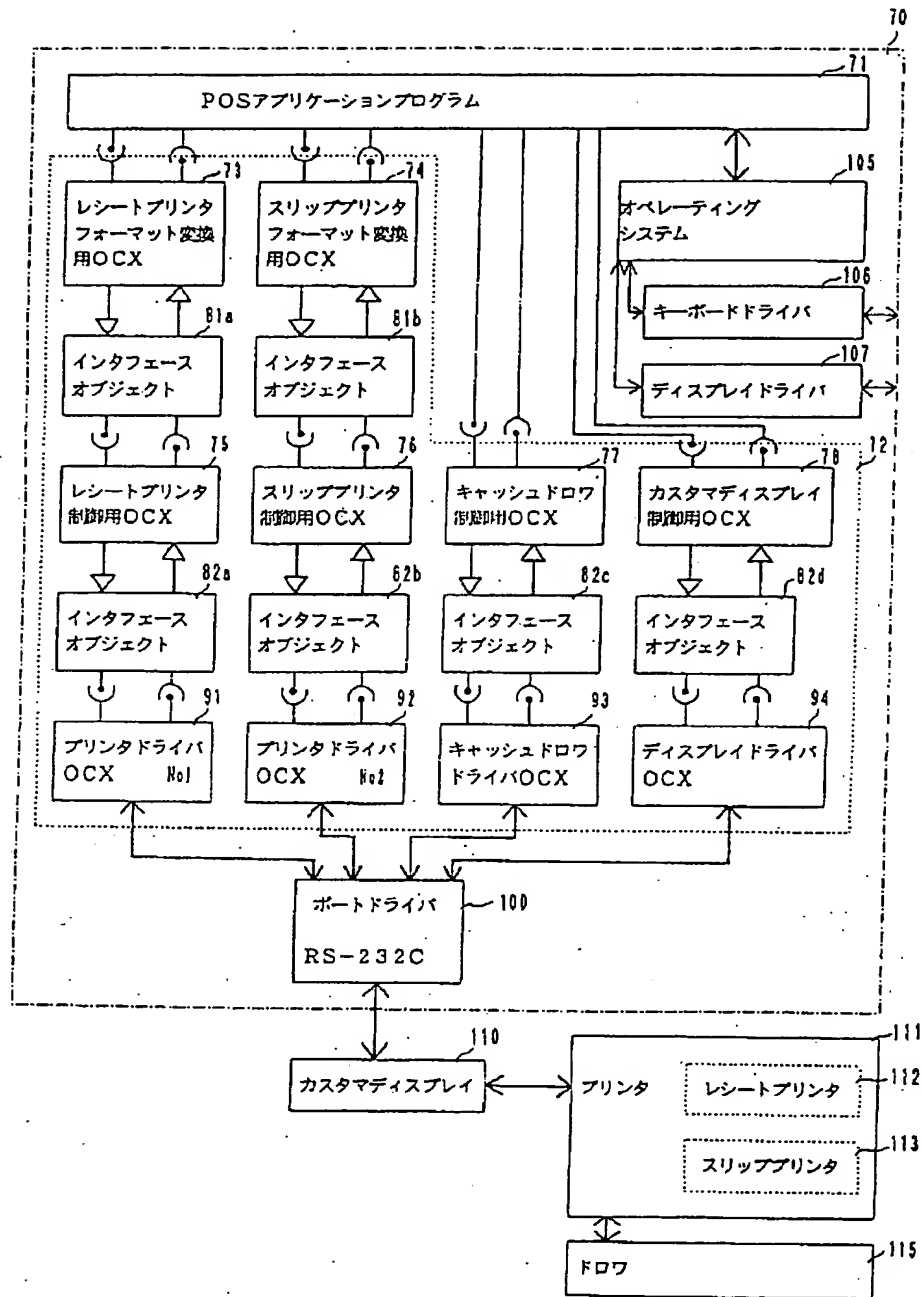 70
71
POSアプリケーションプログラム
73
レシートプリンタ
フォーマット変換
用OCX
74
スリッププリンタ
フォーマット変換
用OCX
105
オペレーティング
システム
106
キーボードドライバ
107
ディスプレイドライバ
81a
インタフェース
オブジェクト
81b
インタフェース
オブジェクト
12
75
レシートプリンタ
制御用OCX
76
スリッププリンタ
制御用OCX
77
キャッシュドロワ
制御用OCX
78
カスタマディスプレイ
制御用OCX
82a
インタフェース
オブジェクト
82b
インタフェース
オブジェクト
82c
インタフェース
オブジェクト
82d
インタフェース
オブジェクト
91
プリンタドライバ
OCX No1
92
プリンタドライバ
OCX No2
93
キャッシュドロワ
ドライバOCX
94
ディスプレイドライバ
OCX
100
ポートドライバ
RS-232C
110
カスタマディスプレイ
111
プリンタ
112
レシートプリンタ
113
スリッププリンタ
115
ドロワ